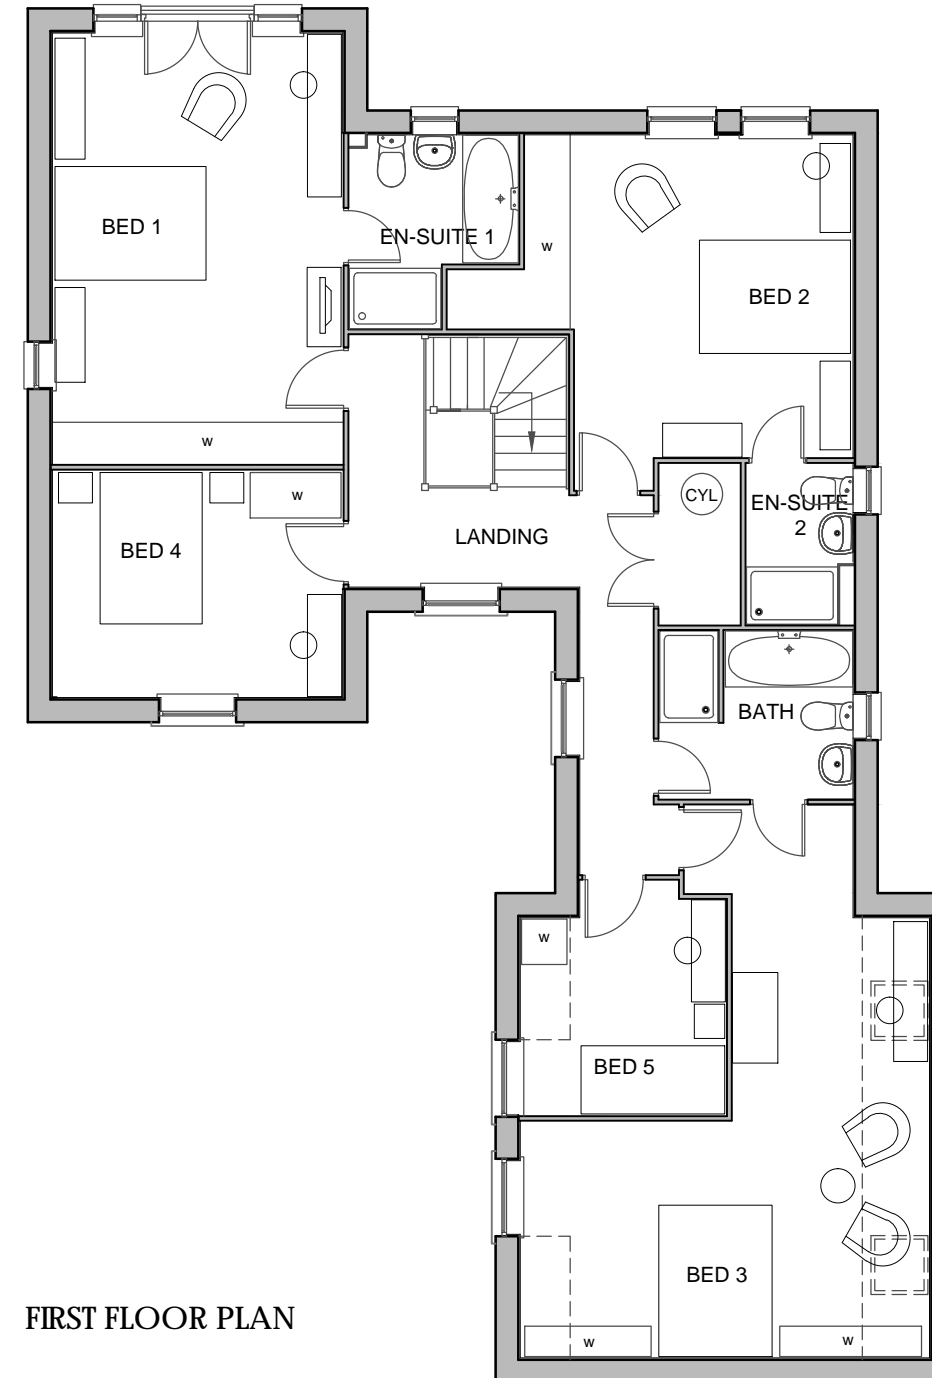 BED 1
EN-SUITE 1
W
BED 2
W
W
CYL
EN-SUITE
2
LANDING
BED 4
BATH
W
BED 5
BED 3
W
W
FIRST FLOOR PLAN